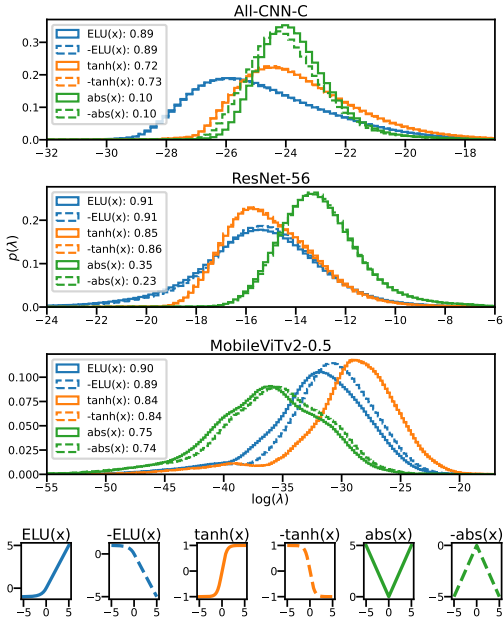 All-CNN-C
ELU(x): 0.89
-ELU(x): 0.89
tanh(x): 0.72
-tanh(x): 0.73
abs(x): 0.10
-abs(x): 0.10
0.3
0.2
0.1
0.0
−32 −30 −28 −26 −24 −22 −20 −18
ResNet-56
ELU(x): 0.91
-ELU(x): 0.91
tanh(x): 0.85
-tanh(x): 0.86
abs(x): 0.35
-abs(x): 0.23
p(λ)
0.2
0.1
0.0
−24 −22 −20 −18 −16 −14 −12 −10 −8 −6
MobileViTv2-0.5
ELU(x): 0.90
-ELU(x): 0.89
tanh(x): 0.84
-tanh(x): 0.84
abs(x): 0.75
-abs(x): 0.74
0.100
0.075
0.050
0.025
0.000
−55 −50 −45 −40 −35 −30 −25 −20
log(λ)
ELU(x) -ELU(x) tanh(x) -tanh(x) abs(x) -abs(x)
5 0 1 1 5 0
0 −5 −1 −1 0 −5
−5 0 5 −5 0 5 −5 0 5 −5 0 5 −5 0 5 −5 0 5